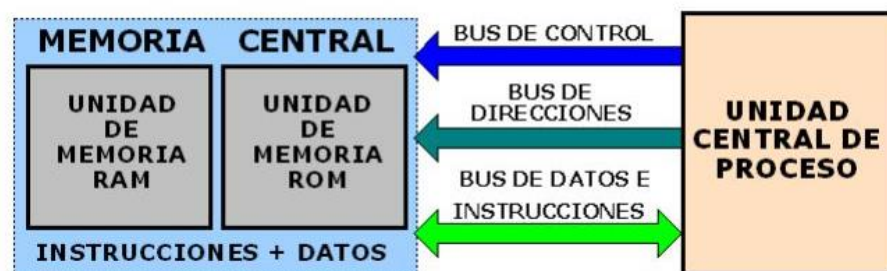 MEMORIA CENTRAL
UNIDAD
DE
MEMORIA
RAM
UNIDAD
DE
MEMORIA
ROM
INSTRUCCIONES + DATOS
BUS DE CONTROL
BUS DE
DIRECCIONES
BUS DE DATOS E
INSTRUCCIONES
UNIDAD
CENTRAL DE
PROCESO